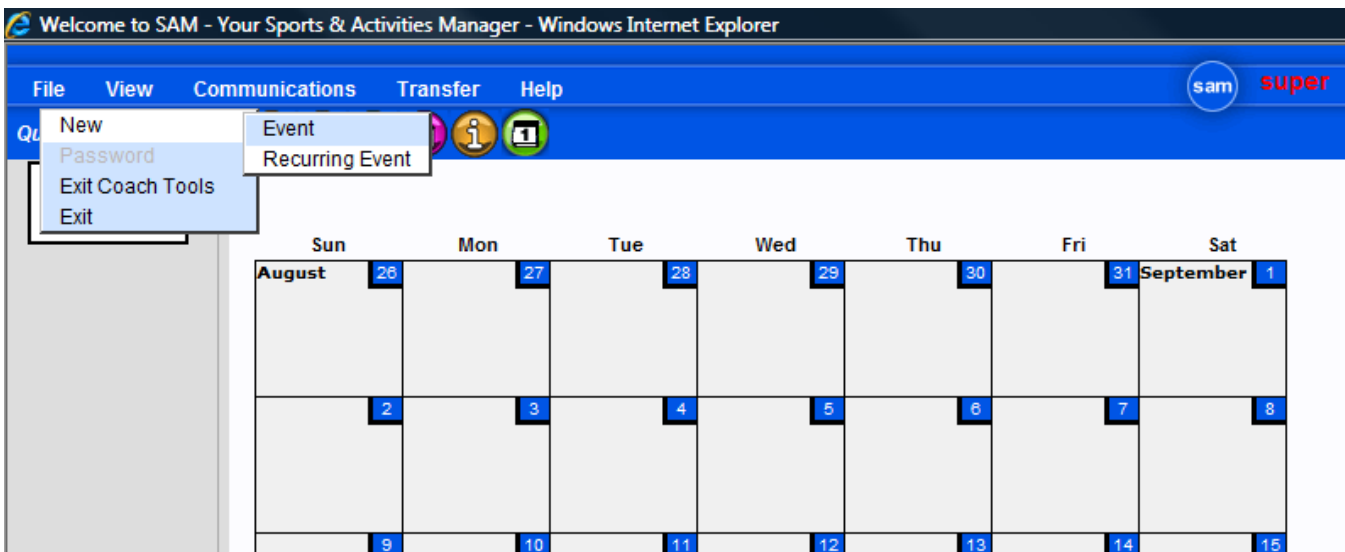 Welcome to SAM - Your Sports & Activities Manager - Windows Internet Explorer
File View Communications Transfer Help sam super
New Event
Password Recurring Event
Exit Coach Tools
Exit
1
Sun Mon Tue Wed Thu Fri Sat
August 26 27 28 29 30 31 September 1
2 3 4 5 6 7 8
9 10 11 12 13 14 15